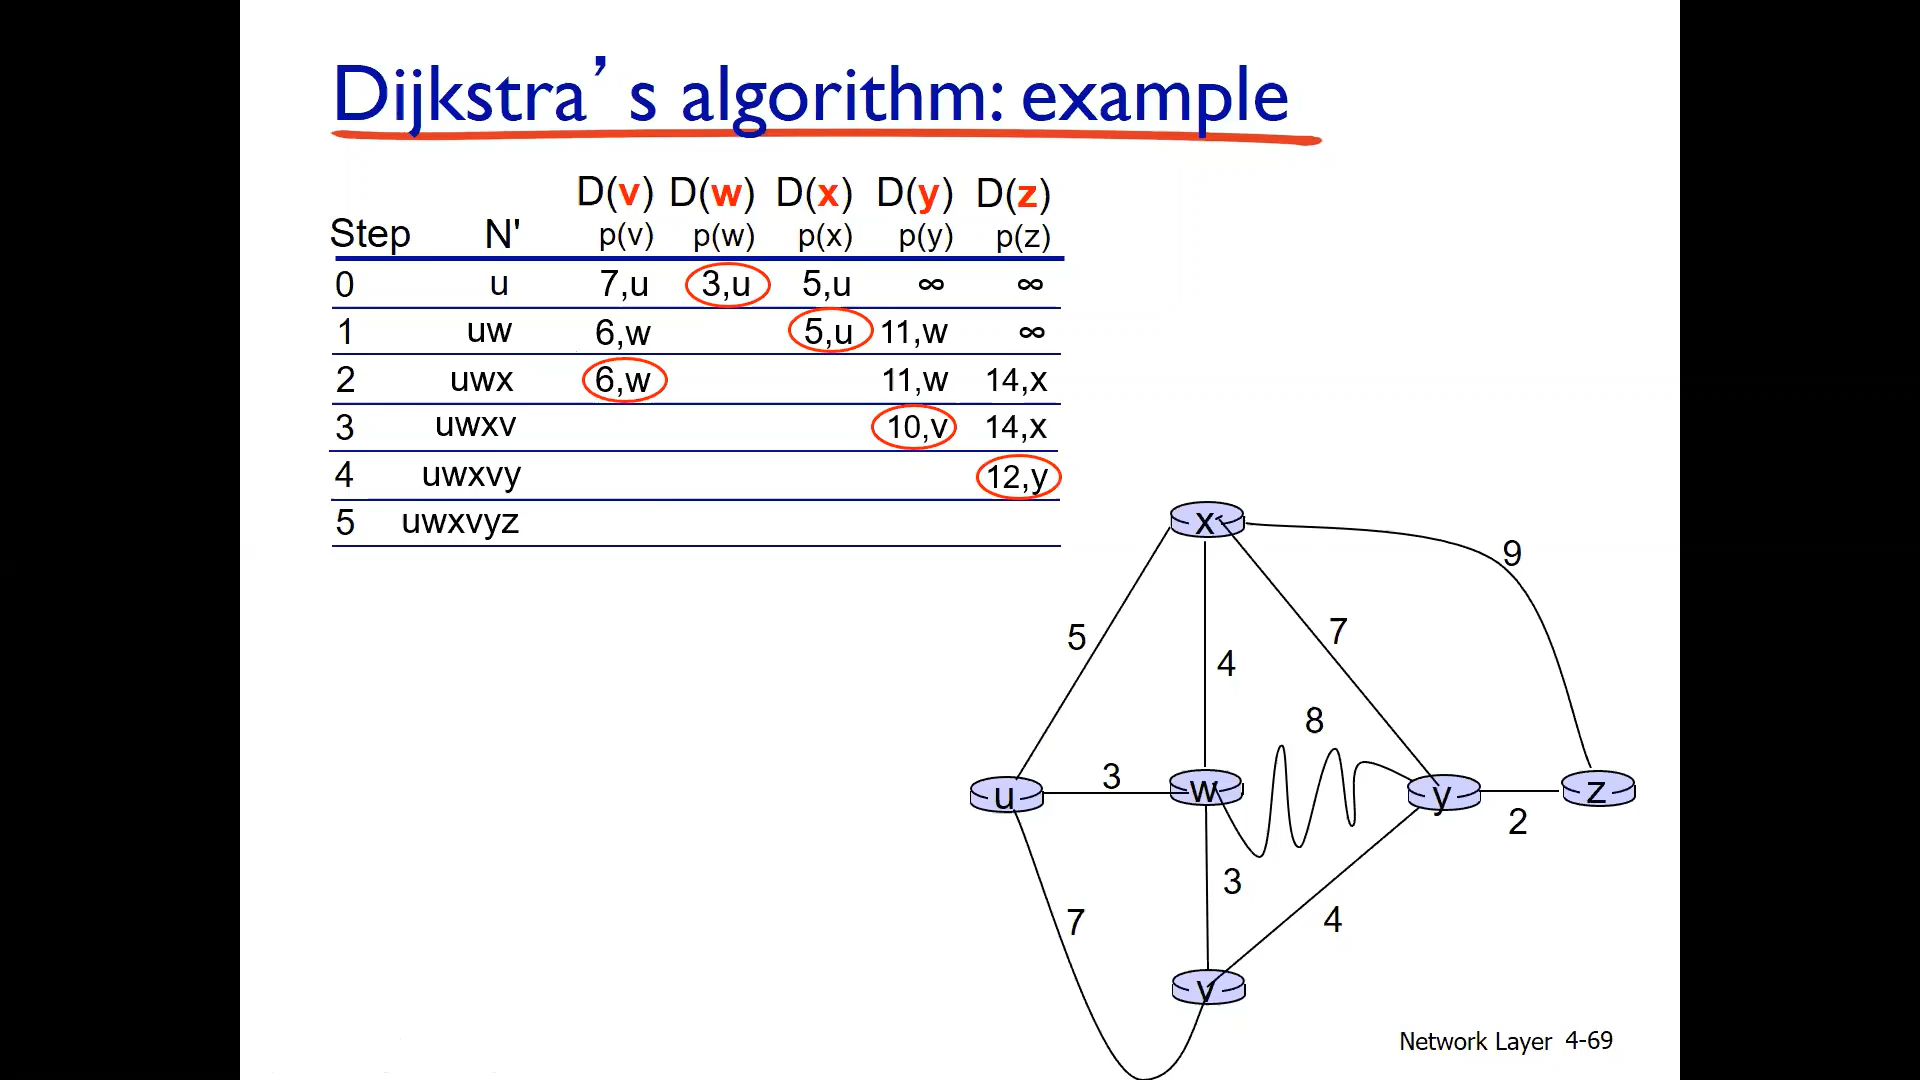 Dijkstra’s algorithm: example
D(v) D(w) D(x) D(y) D(z)
Step N' p(v) p(w) p(x) p(y) p(z)
0 u 7,u 3,u 5,u ∞ ∞
1 uw 6,w 5,u 11,w ∞
2 uwx 6,w 11,w 14,x
3 uwxv 10,v 14,x
4 uwxvy 12,y
5 uwxvyz
x
9
5
7
4
8
u
3
w
y
z
2
3
7
4
v
Network Layer 4-69